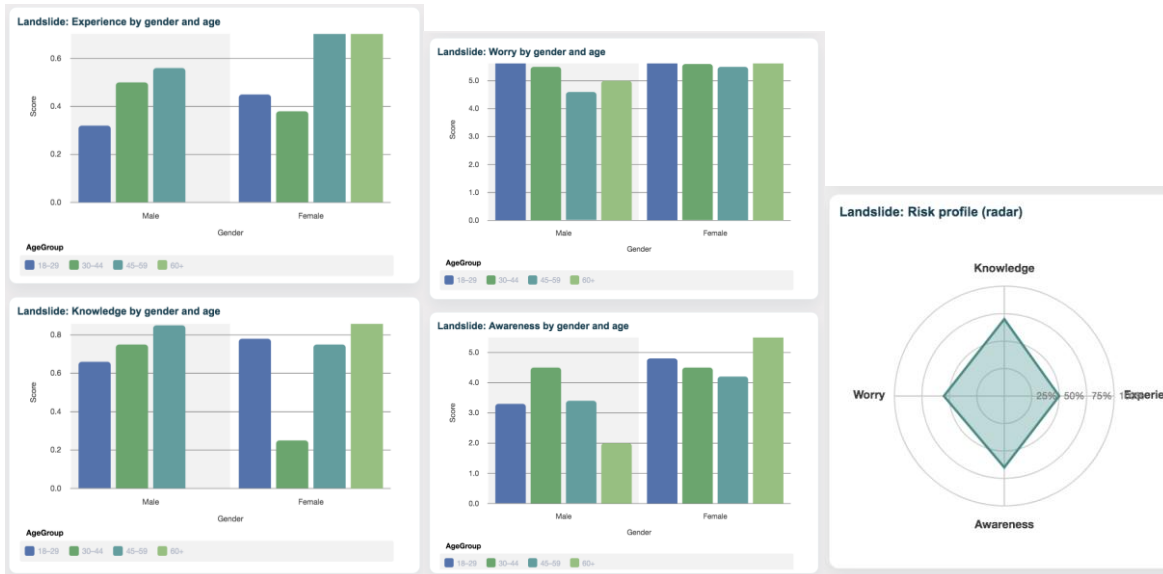 Landslide: Experience by gender and age
0.6
0.4
0.2
0.0
Score
Male
Female
Gender
AgeGroup
18–29 30–44 45–59 60+
Landslide: Knowledge by gender and age
0.8
0.6
0.4
0.2
0.0
Score
Male
Female
Gender
AgeGroup
18–29 30–44 45–59 60+
Landslide: Worry by gender and age
5.0
4.0
3.0
2.0
1.0
0.0
Score
Male
Female
Gender
AgeGroup
18–29 30–44 45–59 60+
Landslide: Awareness by gender and age
5.0
4.0
3.0
2.0
1.0
0.0
Score
Male
Female
Gender
AgeGroup
18–29 30–44 45–59 60+
Landslide: Risk profile (radar)
Knowledge
Worry
25% 50% 75%
Experie
Awareness